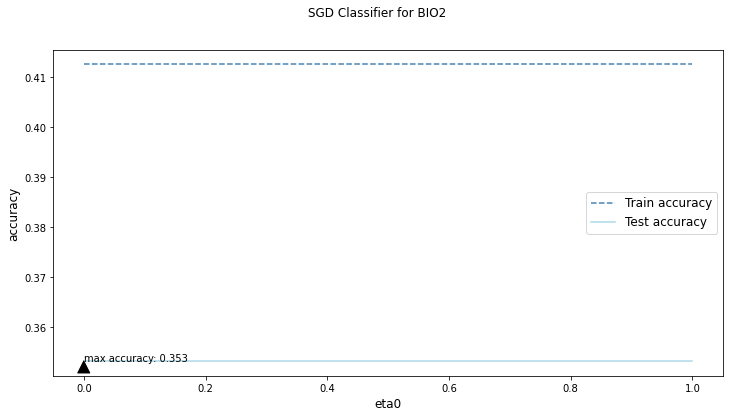 SGD Classifier for BIO2
0.41
0.40
0.39
0.38
0.37
0.36
accuracy
Train accuracy
Test accuracy
max accuracy: 0.353
0.0 0.2 0.4 0.6 0.8 1.0
eta0